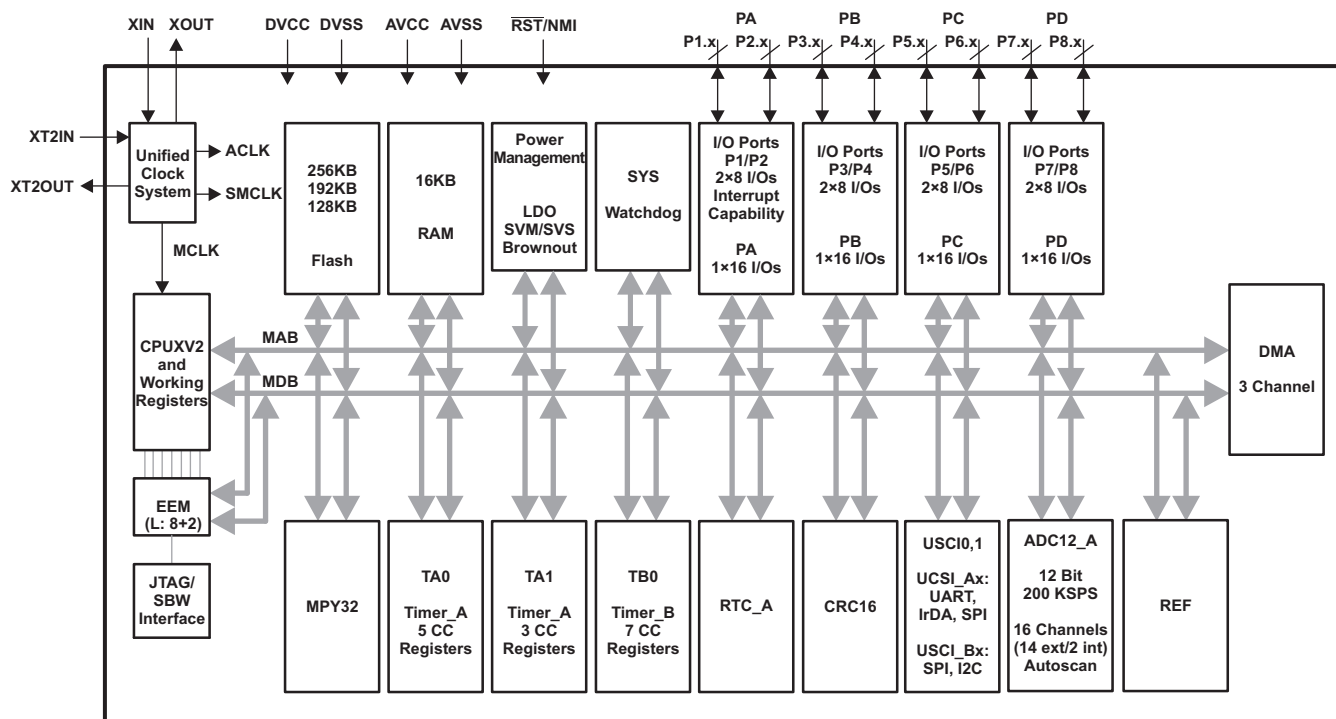 XIN XOUT DVCC DVSS AVCC AVSS RST/NMI PA PB PC PD
P1.x P2.x P3.x P4.x P5.x P6.x P7.x P8.x
XT2IN
XT2OUT
Unified
Clock
System
ACLK
SMCLK
MCLK
256KB
192KB
128KB
Flash
16KB
RAM
Power
Management
LDO
SVM/SVS
Brownout
SYS
Watchdog
I/O Ports
P1/P2
2×8 I/Os
Interrupt
Capability
PA
1×16 I/Os
I/O Ports
P3/P4
2×8 I/Os
PB
1×16 I/Os
I/O Ports
P5/P6
2×8 I/Os
PC
1×16 I/Os
I/O Ports
P7/P8
2×8 I/Os
PD
1×16 I/Os
CPUXV2
and
Working
Registers
MAB
MDB
DMA
3 Channel
EEM
(L: 8+2)
JTAG/
SBW
Interface
MPY32
TA0
Timer_A
5 CC
Registers
TA1
Timer_A
3 CC
Registers
TB0
Timer_B
7 CC
Registers
RTC_A
CRC16
USCI0,1
UCSI_Ax:
UART,
IrDA, SPI
USCI_Bx:
SPI, I2C
ADC12_A
12 Bit
200 KSPS
16 Channels
(14 ext/2 int)
Autoscan
REF